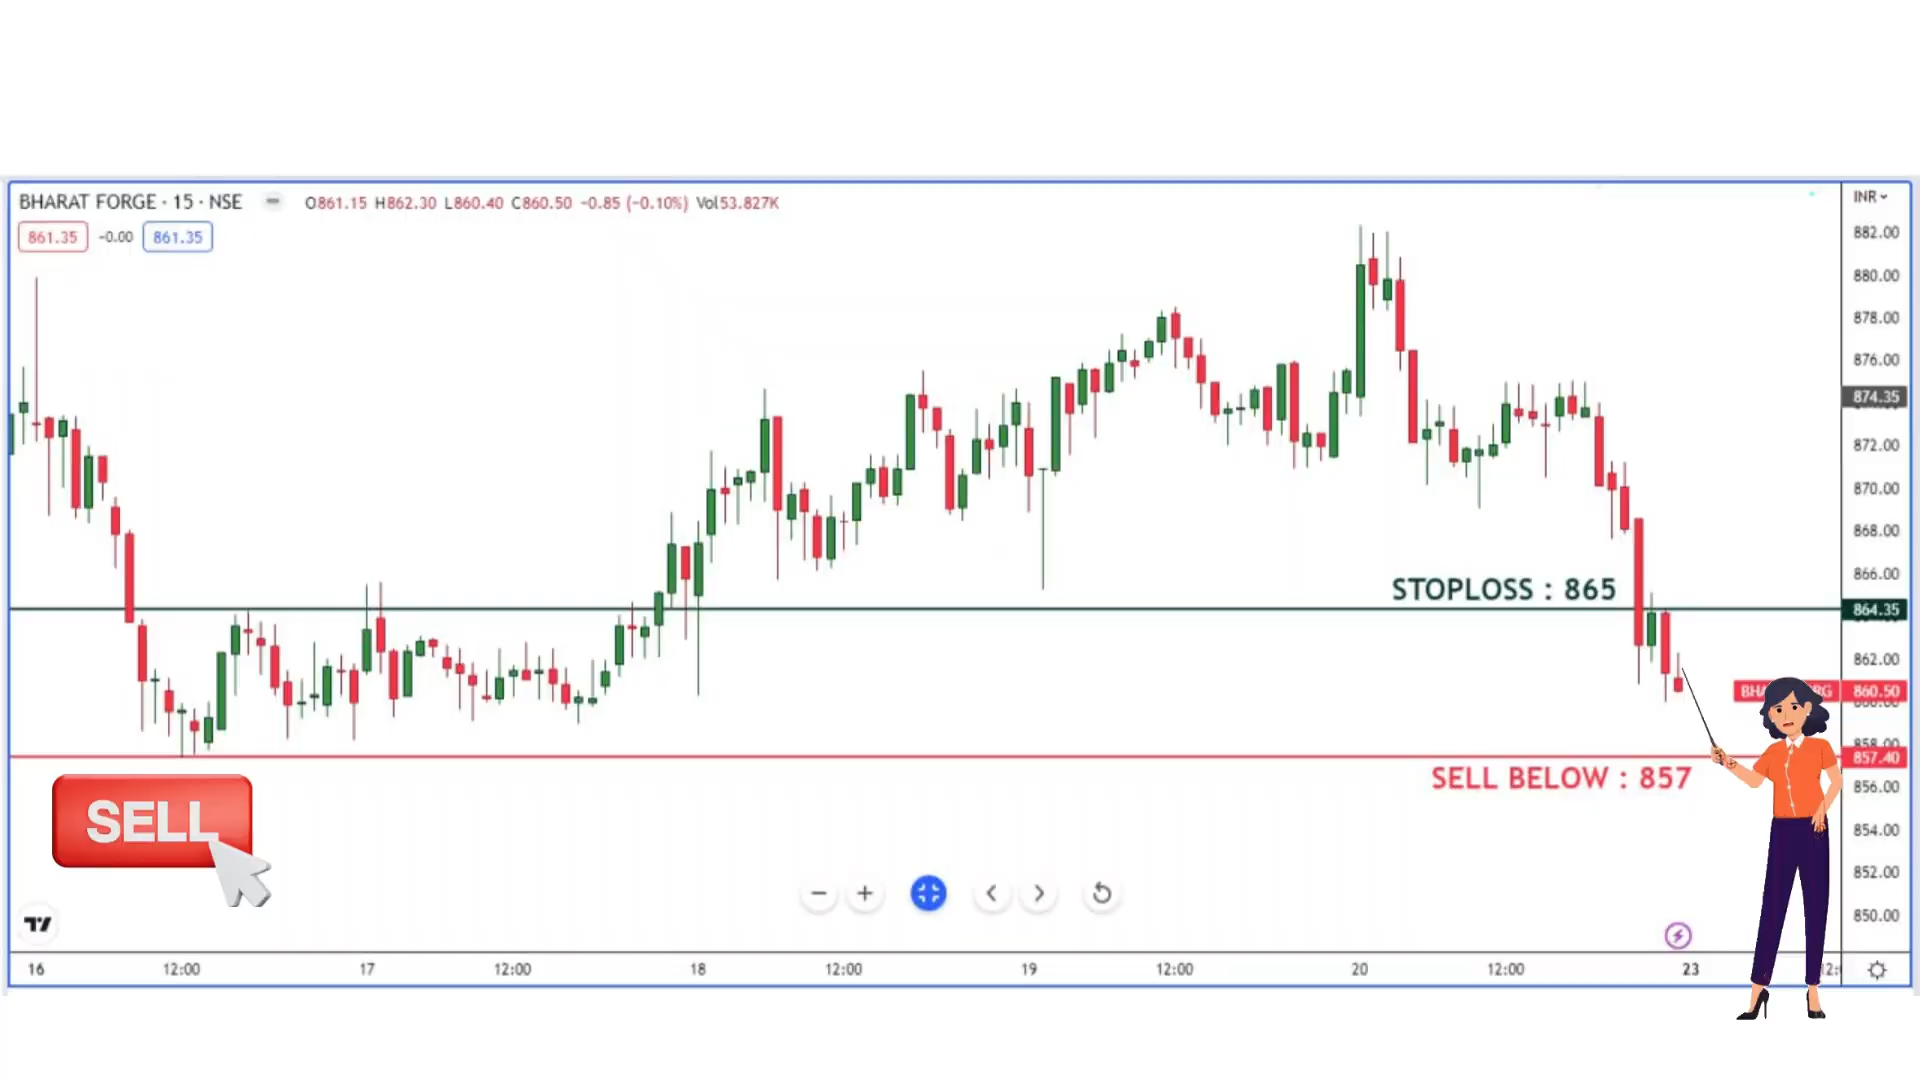 BHARAT FORGE · 15 · NSE O861.15 H862.30 L860.40 C860.50 -0.85 (-0.10%) Vol53.827K
INR
861.35 -0.00 861.35
882.00
880.00
878.00
876.00
874.35
872.00
870.00
868.00
866.00
STOPLOSS : 865
864.35
862.00
860.50
857.40
SELL BELOW : 857
856.00
SELL
854.00
852.00
850.00
16 12:00 17 12:00 18 12:00 19 12:00 20 12:00 23